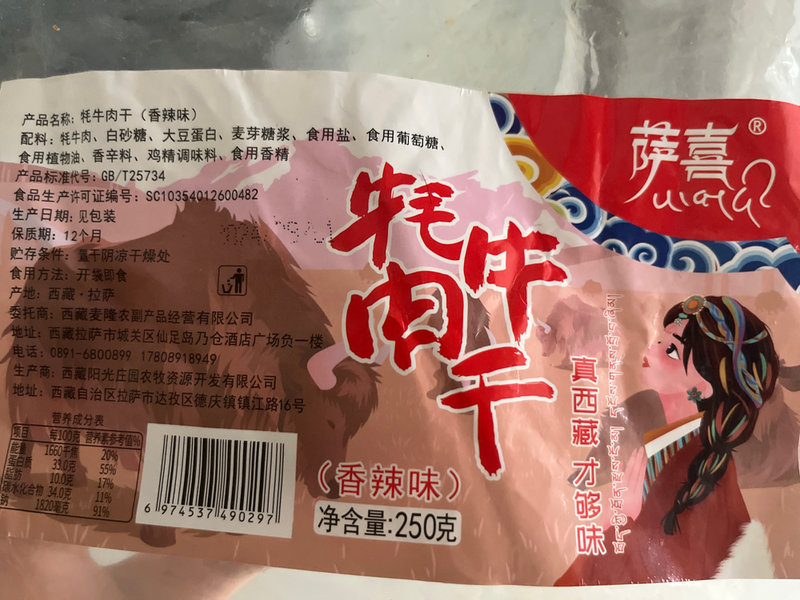 产品名称: 牦牛肉干（香辣味）
配料: 牦牛肉、白砂糖、大豆蛋白、麦芽糖浆、食用盐、食用葡萄糖、
食用植物油、香辛料、鸡精调味料、食用香精
产品标准代号: GB/T25734
食品生产许可证编号: SC10354012600482
生产日期: 见包装
保质期: 12个月
贮存条件: 置于阴凉干燥处
食用方法: 开袋即食
产地: 西藏·拉萨
委托商: 西藏麦隆农副产品经营有限公司
地址: 西藏拉萨市城关区仙足岛乃仓酒店广场负一楼
电话: 0891-6800899 17808918949
生产商: 西藏阳光庄园农牧资源开发有限公司
地址: 西藏自治区拉萨市达孜区德庆镇镇江路16号
营养成分表
项目 每100克 营养素参考值%
能量 1660千焦 20%
蛋白质 33.0克 55%
脂肪 10.0克 17%
碳水化合物 34.0克 11%
钠 1820毫克 91%
6 974537 490297
萨喜®
牦牛肉干
（香辣味）
净含量:250克
真西藏 才够味